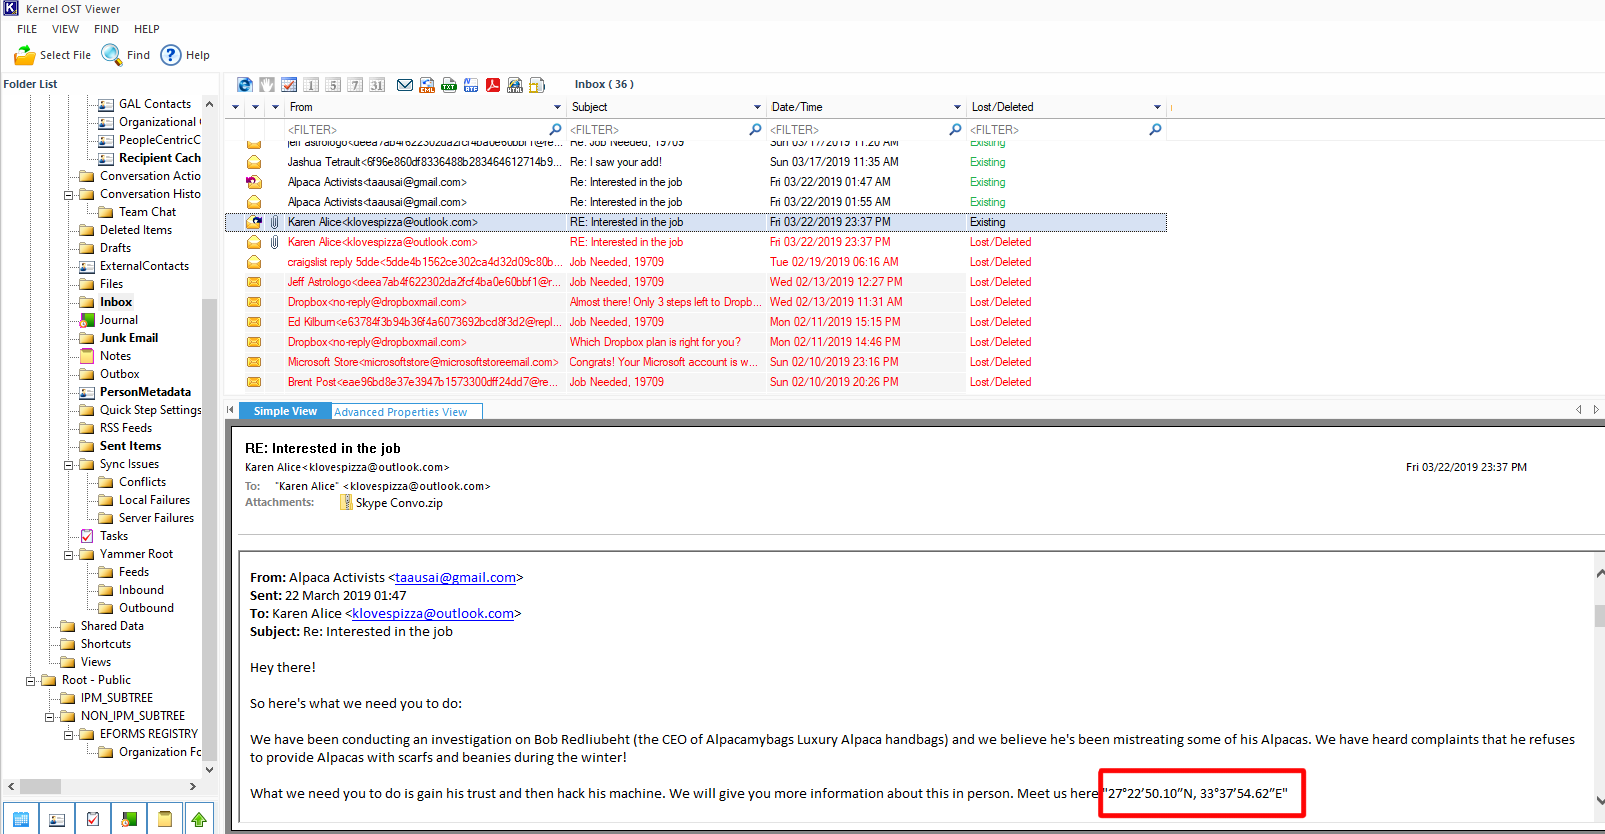 Kernel OST Viewer
FILE VIEW FIND HELP
Select File Find Help
Folder List
Inbox ( 36 )
GAL Contacts
Organizational
PeopleCentricC
Recipient Cach
Conversation Actio
Conversation Histo
Team Chat
Deleted Items
Drafts
ExternalContacts
Files
Inbox
Journal
Junk Email
Notes
Outbox
PersonMetadata
Quick Step Settings
RSS Feeds
Sent Items
Sync Issues
Conflicts
Local Failures
Server Failures
Tasks
Yammer Root
Feeds
Inbound
Outbound
Shared Data
Shortcuts
Views
Root - Public
IPM_SUBTREE
NON_IPM_SUBTREE
EFORMS REGISTRY
Organization Fo
From Subject Date/Time Lost/Deleted
<FILTER> <FILTER> <FILTER> <FILTER>
jeff astrologo<deea7ab4f622302da2fcf4ba0e60bbf1@re... Re: Job Needed, 19709 Sun 03/17/2019 11:20 AM Existing
Jashua Tetrault<6f96e860df8336488b283464612714b9... Re: I saw your add! Sun 03/17/2019 11:35 AM Existing
Alpaca Activists<taausai@gmail.com> Re: Interested in the job Fri 03/22/2019 01:47 AM Existing
Alpaca Activists<taausai@gmail.com> Re: Interested in the job Fri 03/22/2019 01:55 AM Existing
Karen Alice<klovespizza@outlook.com> RE: Interested in the job Fri 03/22/2019 23:37 PM Existing
Karen Alice<klovespizza@outlook.com> RE: Interested in the job Fri 03/22/2019 23:37 PM Lost/Deleted
craigslist reply 5dde<5dde4b1562ce302ca4d32d09c80b... Job Needed, 19709 Tue 02/19/2019 06:16 AM Lost/Deleted
Jeff Astrologo<deea7ab4f622302da2fcf4ba0e60bbf1@r... Job Needed, 19709 Wed 02/13/2019 12:27 PM Lost/Deleted
Dropbox<no-reply@dropboxmail.com> Almost there! Only 3 steps left to Dropb... Wed 02/13/2019 11:31 AM Lost/Deleted
Ed Kilburn<e63784f3b94b36f4a6073692bcd8f3d2@repl... Job Needed, 19709 Mon 02/11/2019 15:15 PM Lost/Deleted
Dropbox<no-reply@dropboxmail.com> Which Dropbox plan is right for you? Mon 02/11/2019 14:46 PM Lost/Deleted
Microsoft Store<microsoftstore@microsoftstoreemail.com> Congrats! Your Microsoft account is w... Sun 02/10/2019 23:16 PM Lost/Deleted
Brent Post<eae96bd8e37e3947b1573300dff24dd7@re... Job Needed, 19709 Sun 02/10/2019 20:26 PM Lost/Deleted
Simple View Advanced Properties View
RE: Interested in the job
Karen Alice<klovespizza@outlook.com> Fri 03/22/2019 23:37 PM
To: "Karen Alice" <klovespizza@outlook.com>
Attachments: Skype Convo.zip
From: Alpaca Activists <taausai@gmail.com>
Sent: 22 March 2019 01:47
To: Karen Alice <klovespizza@outlook.com>
Subject: Re: Interested in the job
Hey there!
So here's what we need you to do:
We have been conducting an investigation on Bob Redliubeht (the CEO of Alpacamybags Luxury Alpaca handbags) and we believe he's been mistreating some of his Alpacas. We have heard complaints that he refuses
to provide Alpacas with scarfs and beanies during the winter!
What we need you to do is gain his trust and then hack his machine. We will give you more information about this in person. Meet us here "27°22’50.10″N, 33°37’54.62″E"